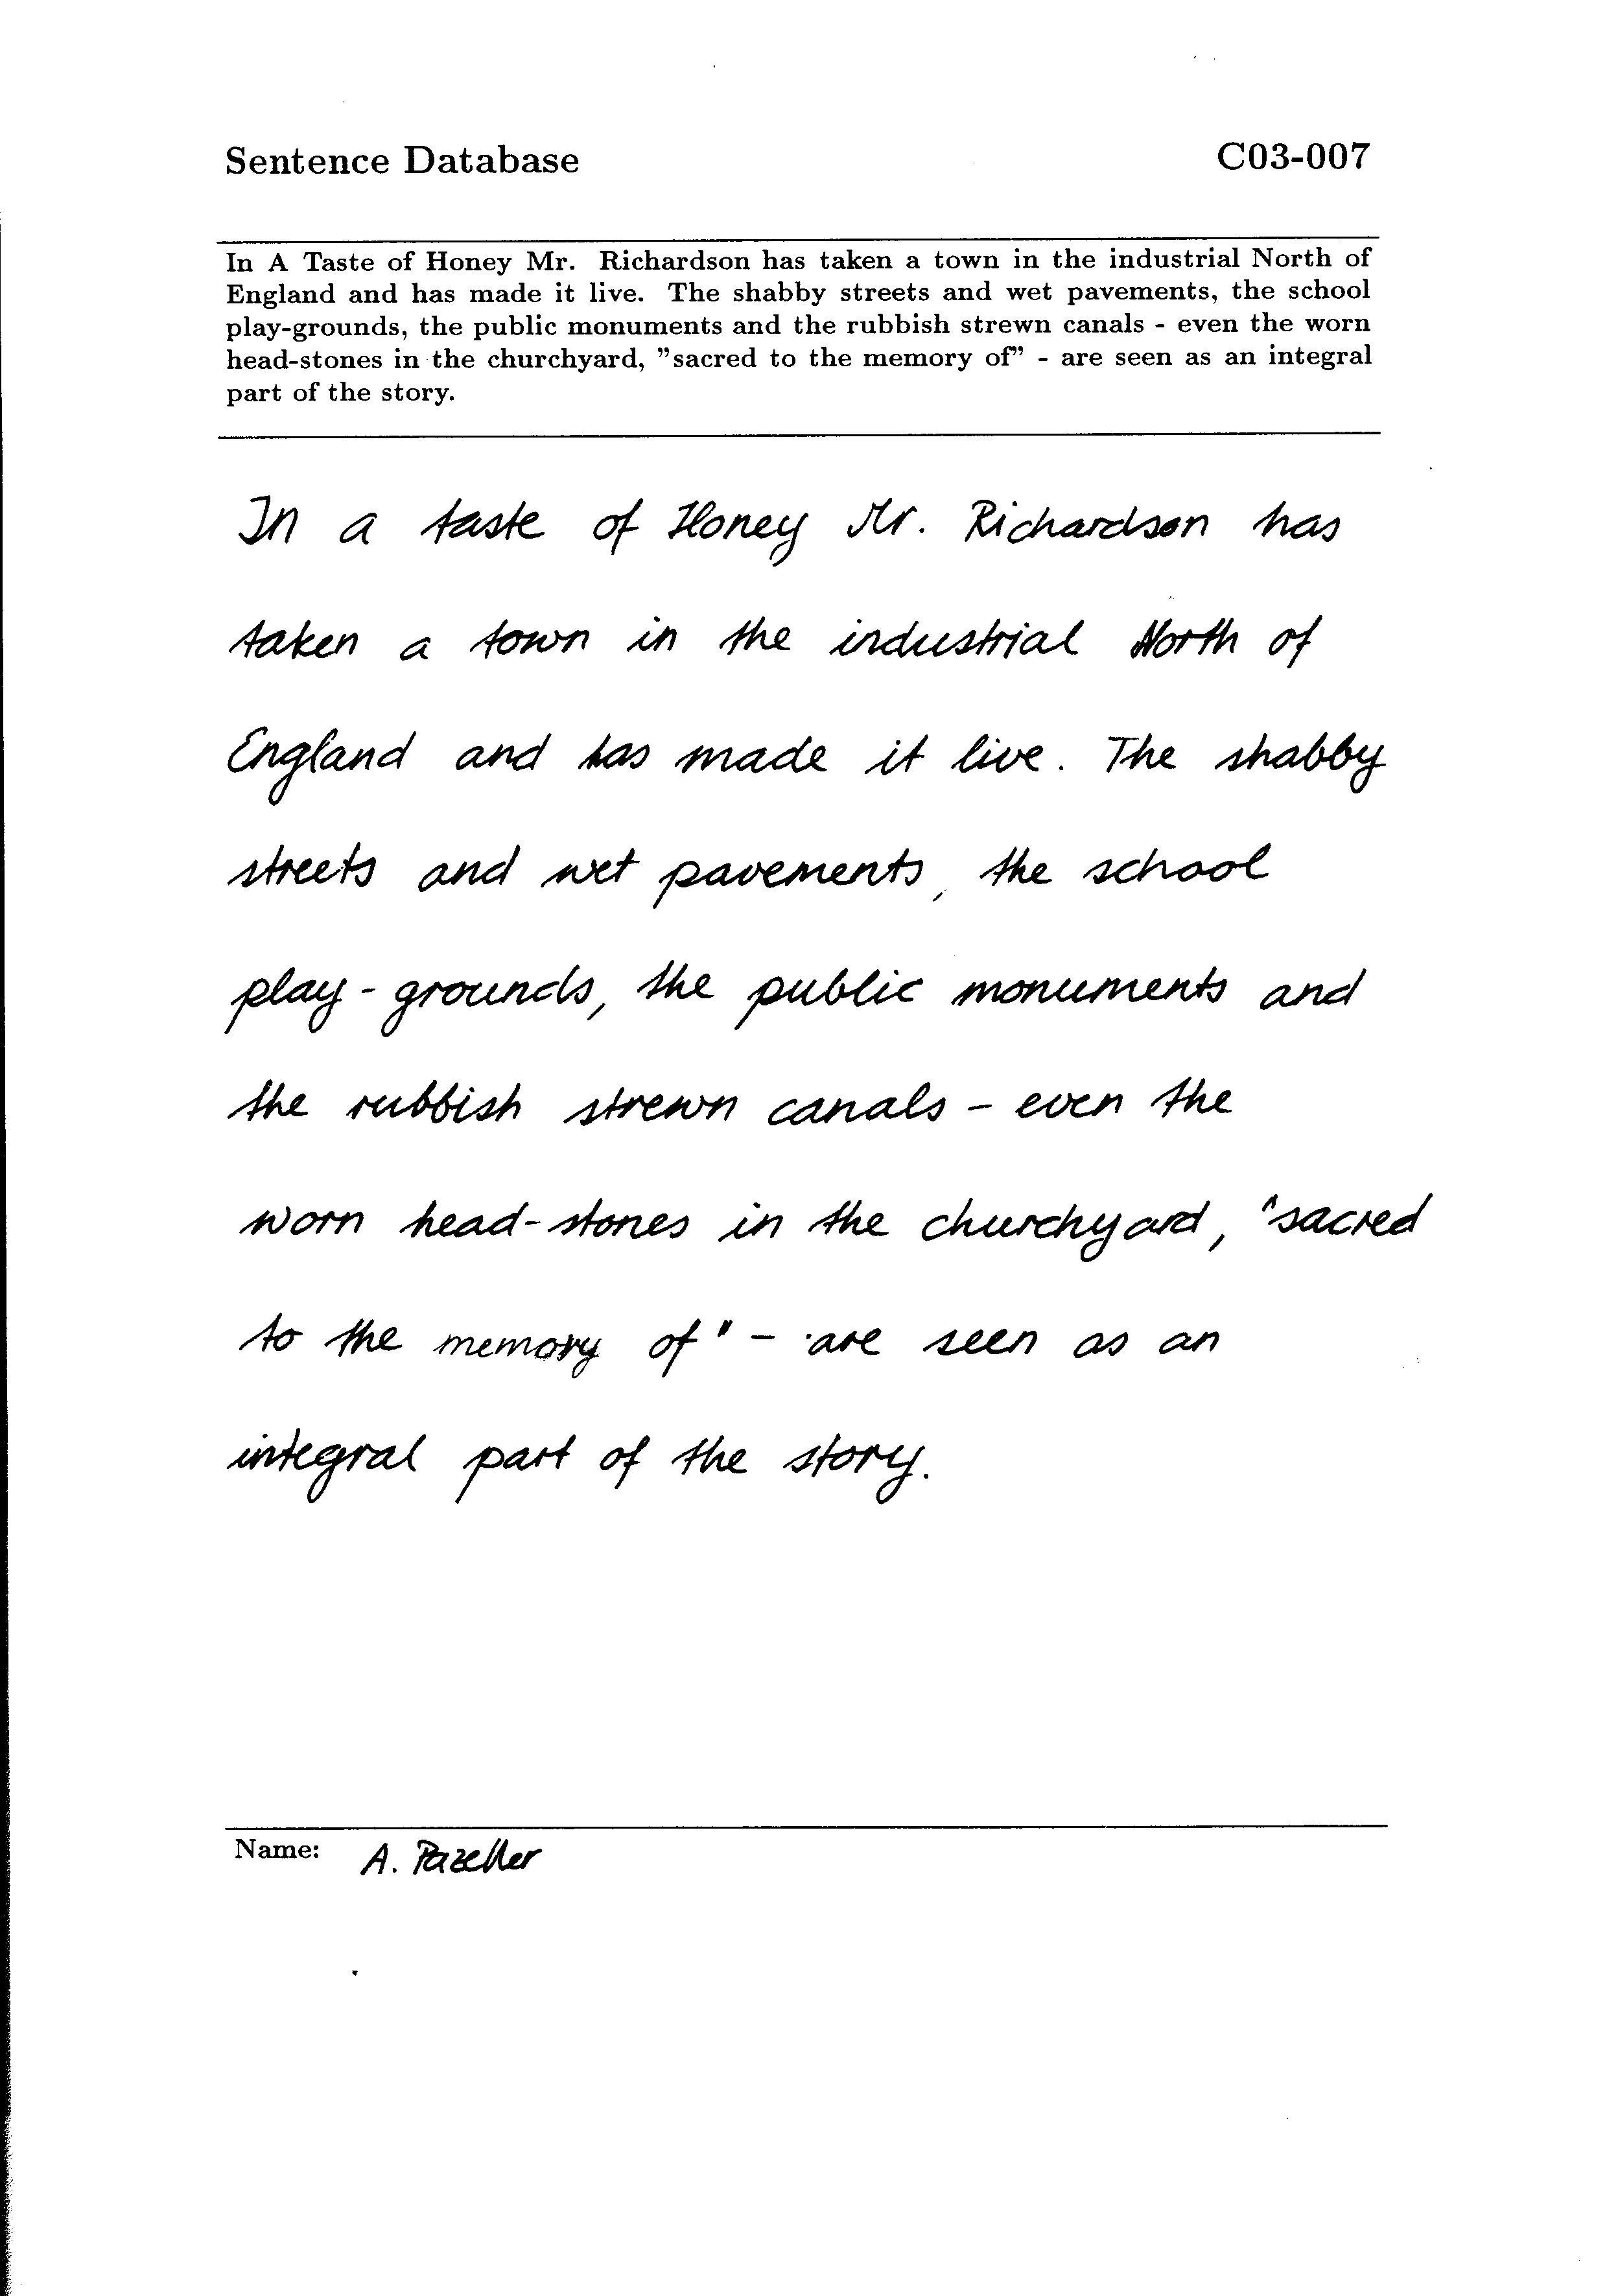 Sentence Database C03-007
In A Taste of Honey Mr. Richardson has taken a town in the industrial North of
England and has made it live. The shabby streets and wet pavements, the school
play-grounds, the public monuments and the rubbish strewn canals - even the worn
head-stones in the churchyard, "sacred to the memory of" - are seen as an integral
part of the story.
In a taste of Honey Mr. Richardson has
taken a town in the industrial North of
England and has made it live. The shabby
streets and wet pavements, the school
play-grounds, the public monuments and
the rubbish strewn canals - even the
worn head-stones in the churchyard, "sacred
to the memory of" - are seen as an
integral part of the story.
Name: A.